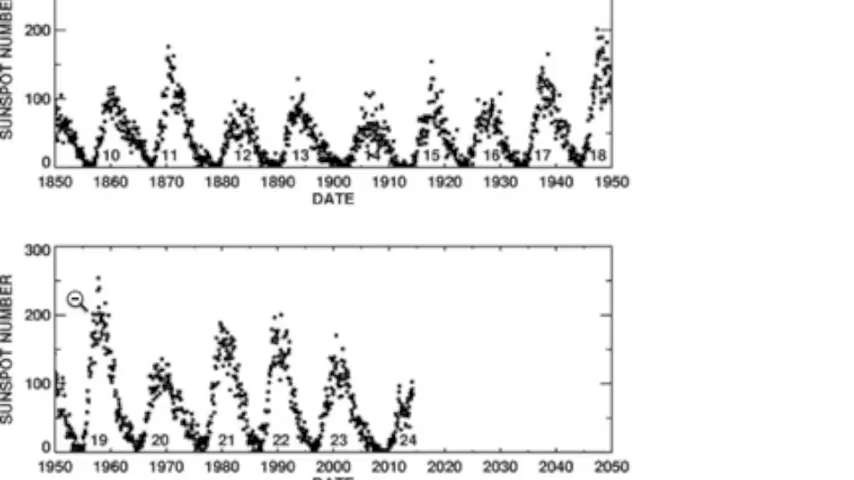 SUNSPOT NUMBER
200
100
0
10 11 12 13 14 15 16 17 18
1850 1860 1870 1880 1890 1900 1910 1920 1930 1940 1950
DATE
SUNSPOT NUMBER
300
200
100
0
19 20 21 22 23 24
1950 1960 1970 1980 1990 2000 2010 2020 2030 2040 2050
DATE